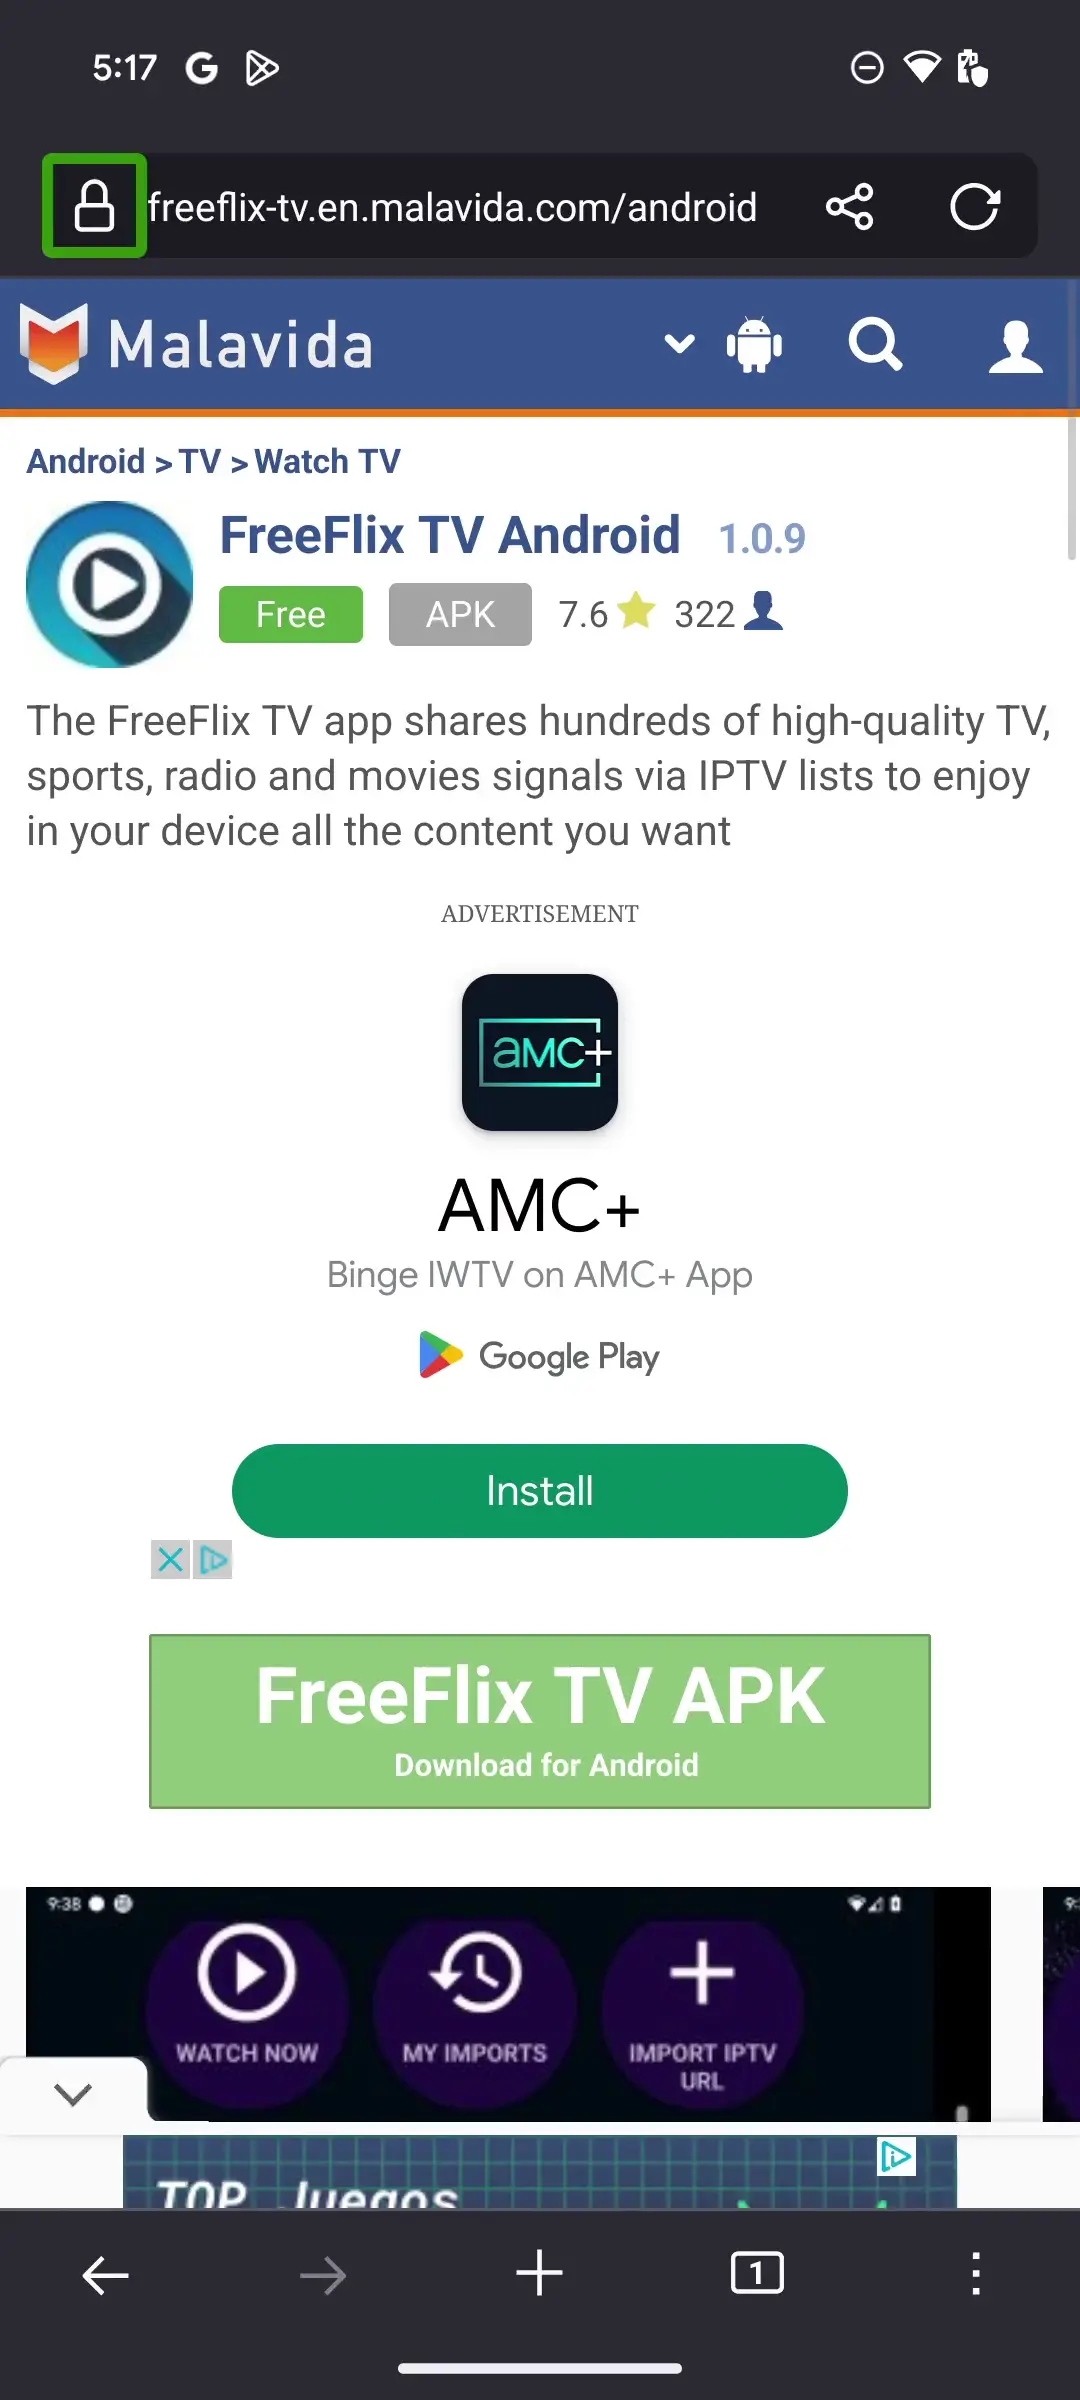 5:17
freeflix-tv.en.malavida.com/android
Malavida
Android > TV > Watch TV
FreeFlix TV Android 1.0.9
Free APK 7.6 322
The FreeFlix TV app shares hundreds of high-quality TV,
sports, radio and movies signals via IPTV lists to enjoy
in your device all the content you want
ADVERTISEMENT
aMC+
AMC+
Binge IWTV on AMC+ App
Google Play
Install
FreeFlix TV APK
Download for Android
9:38
WATCH NOW MY IMPORTS IMPORT IPTV
URL
TOP Juegos
1